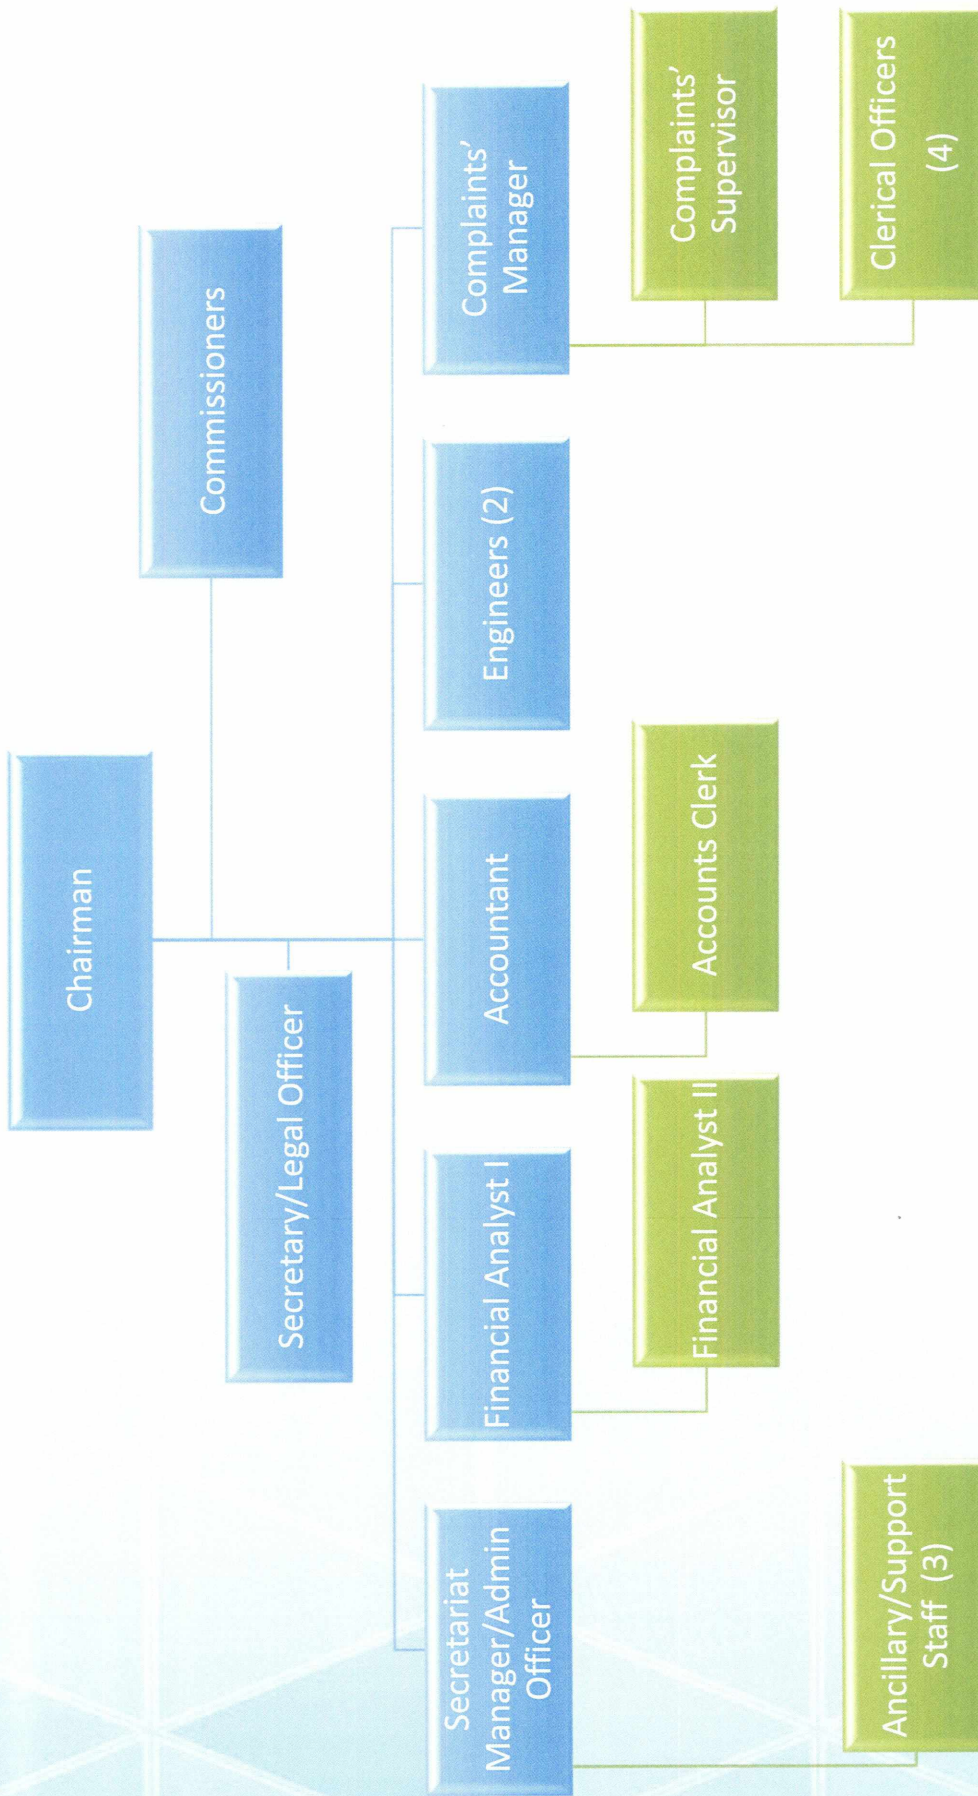 Chairman
Commissioners
Secretary/Legal Officer
Secretariat
Manager/Admin
Officer
Financial Analyst I
Accountant
Engineers (2)
Complaints'
Manager
Financial Analyst II
Accounts Clerk
Complaints'
Supervisor
Ancillary/Support
Staff (3)
Clerical Officers
(4)